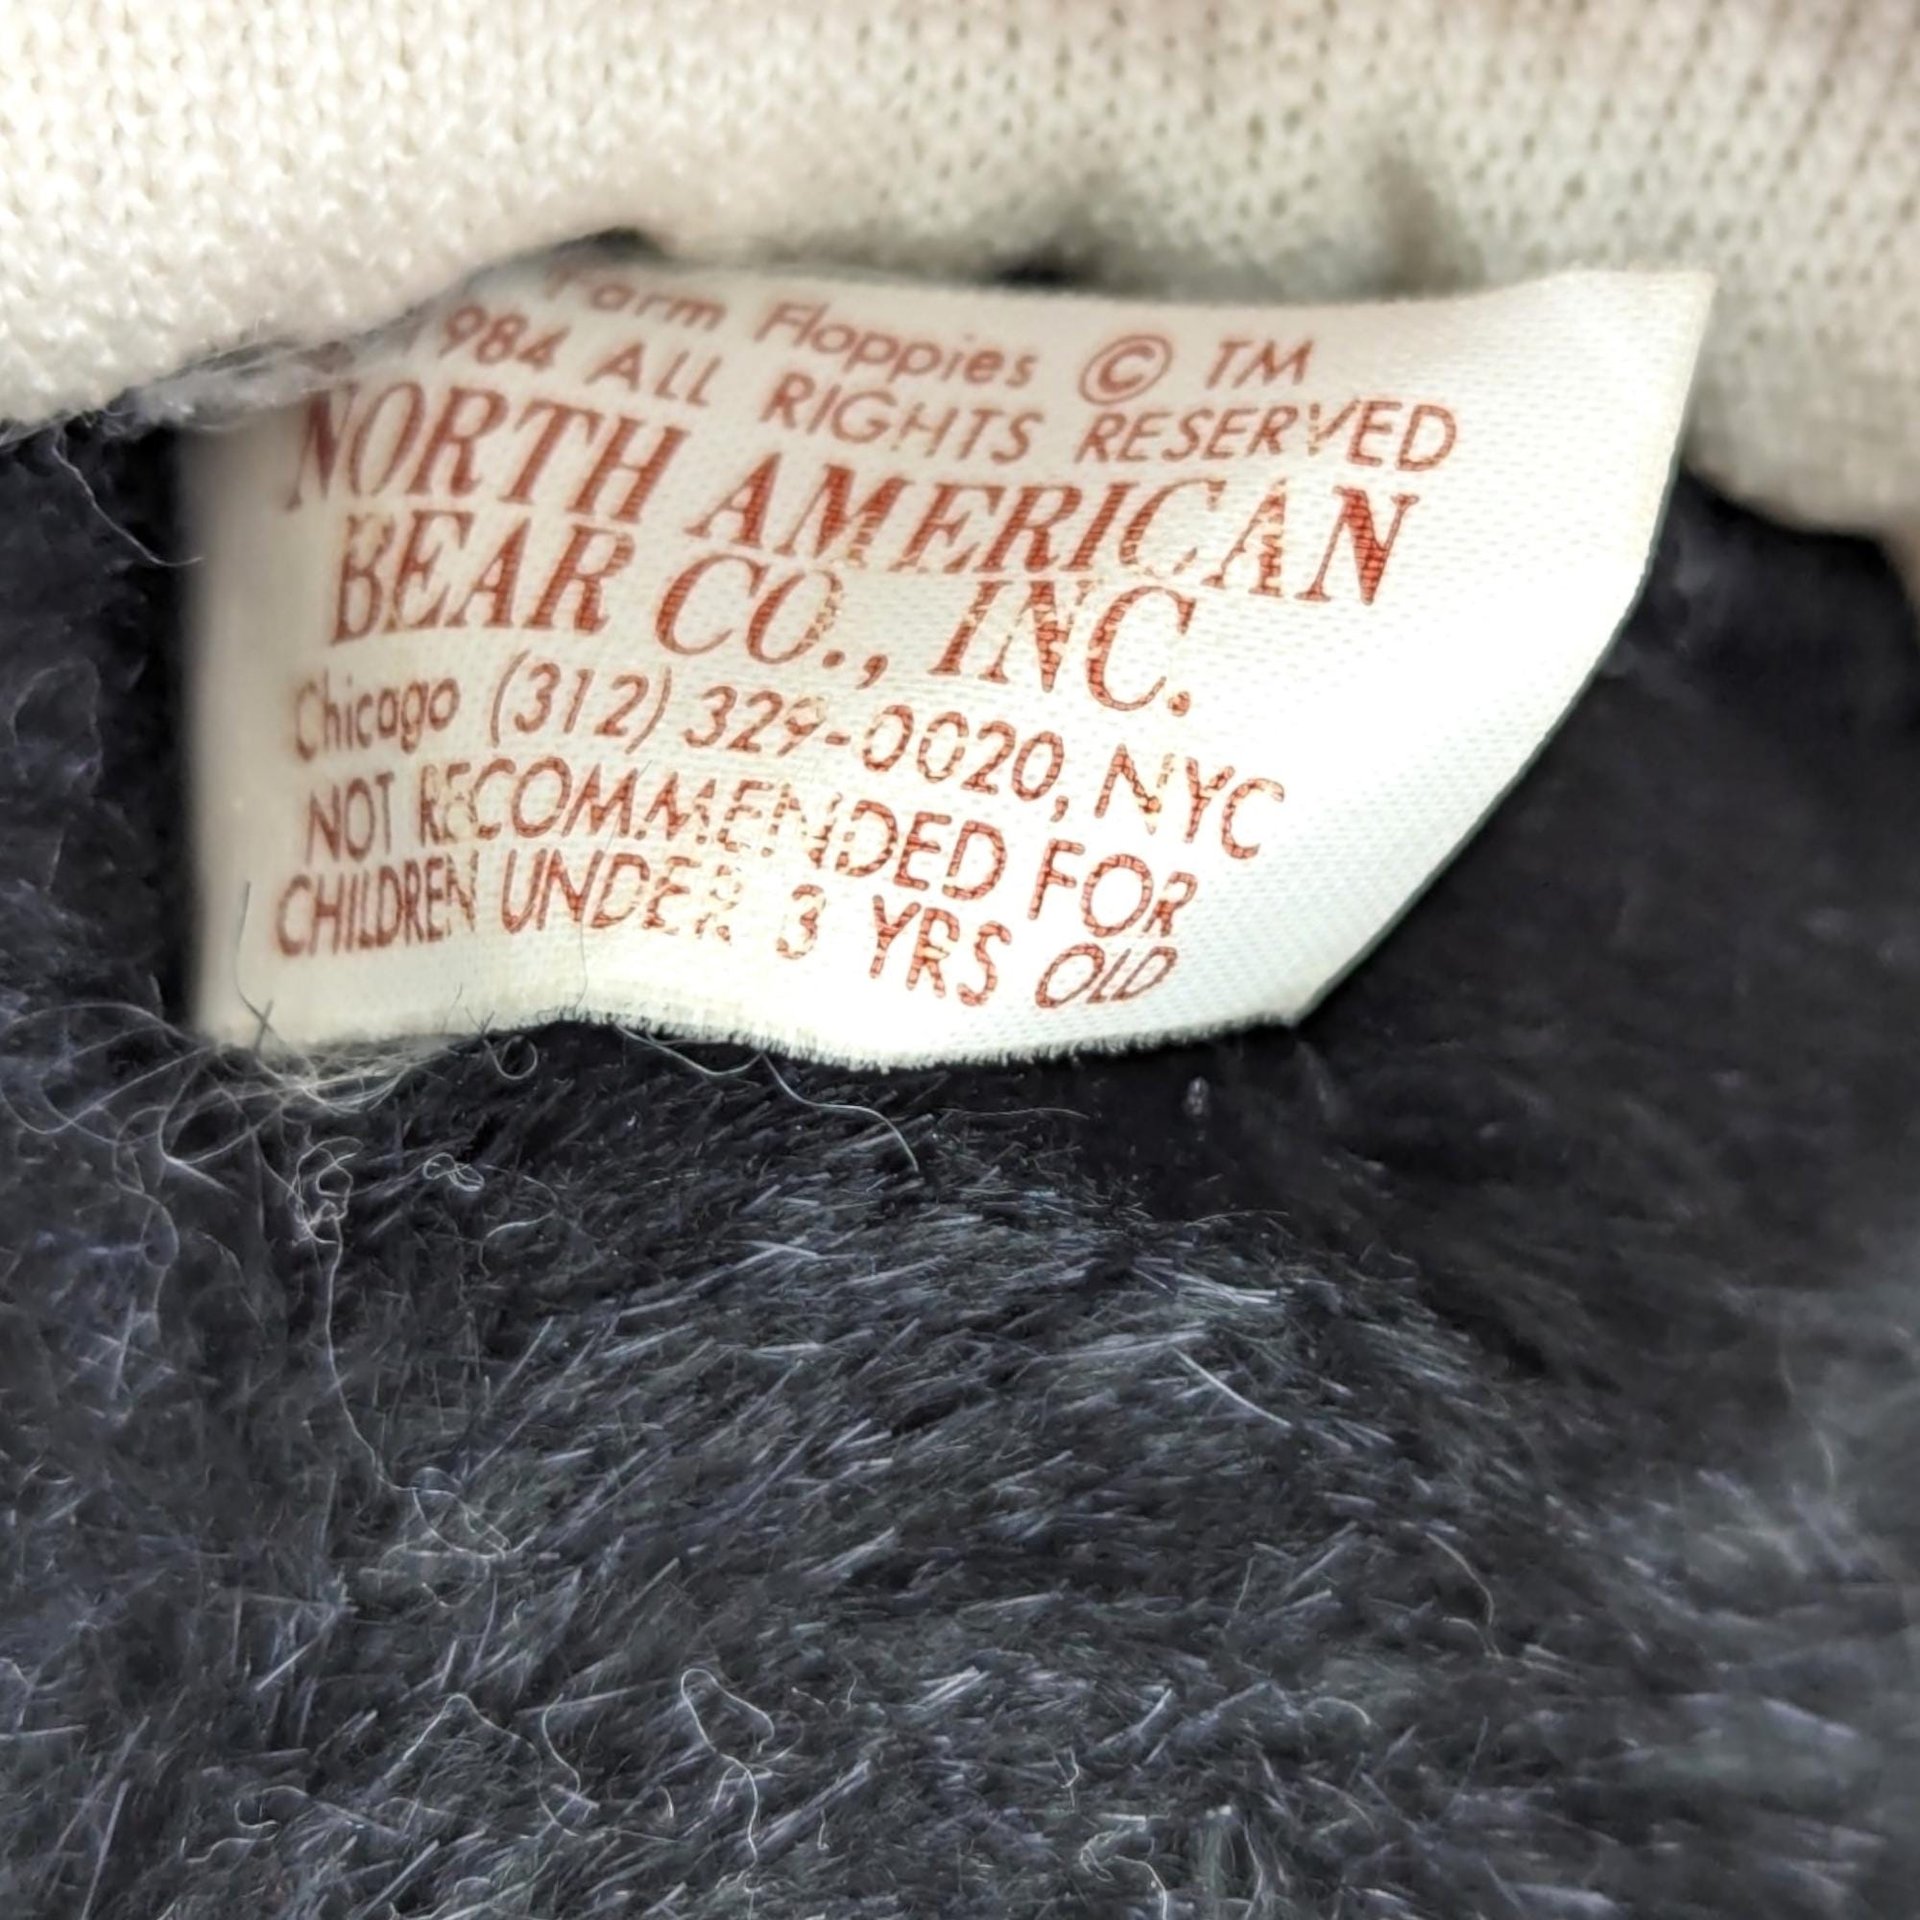 Farm Floppies © TM
1984 ALL RIGHTS RESERVED
NORTH AMERICAN
BEAR CO., INC.
Chicago (312) 329-0020, NYC
NOT RECOMMENDED FOR
CHILDREN UNDER 3 YRS OLD